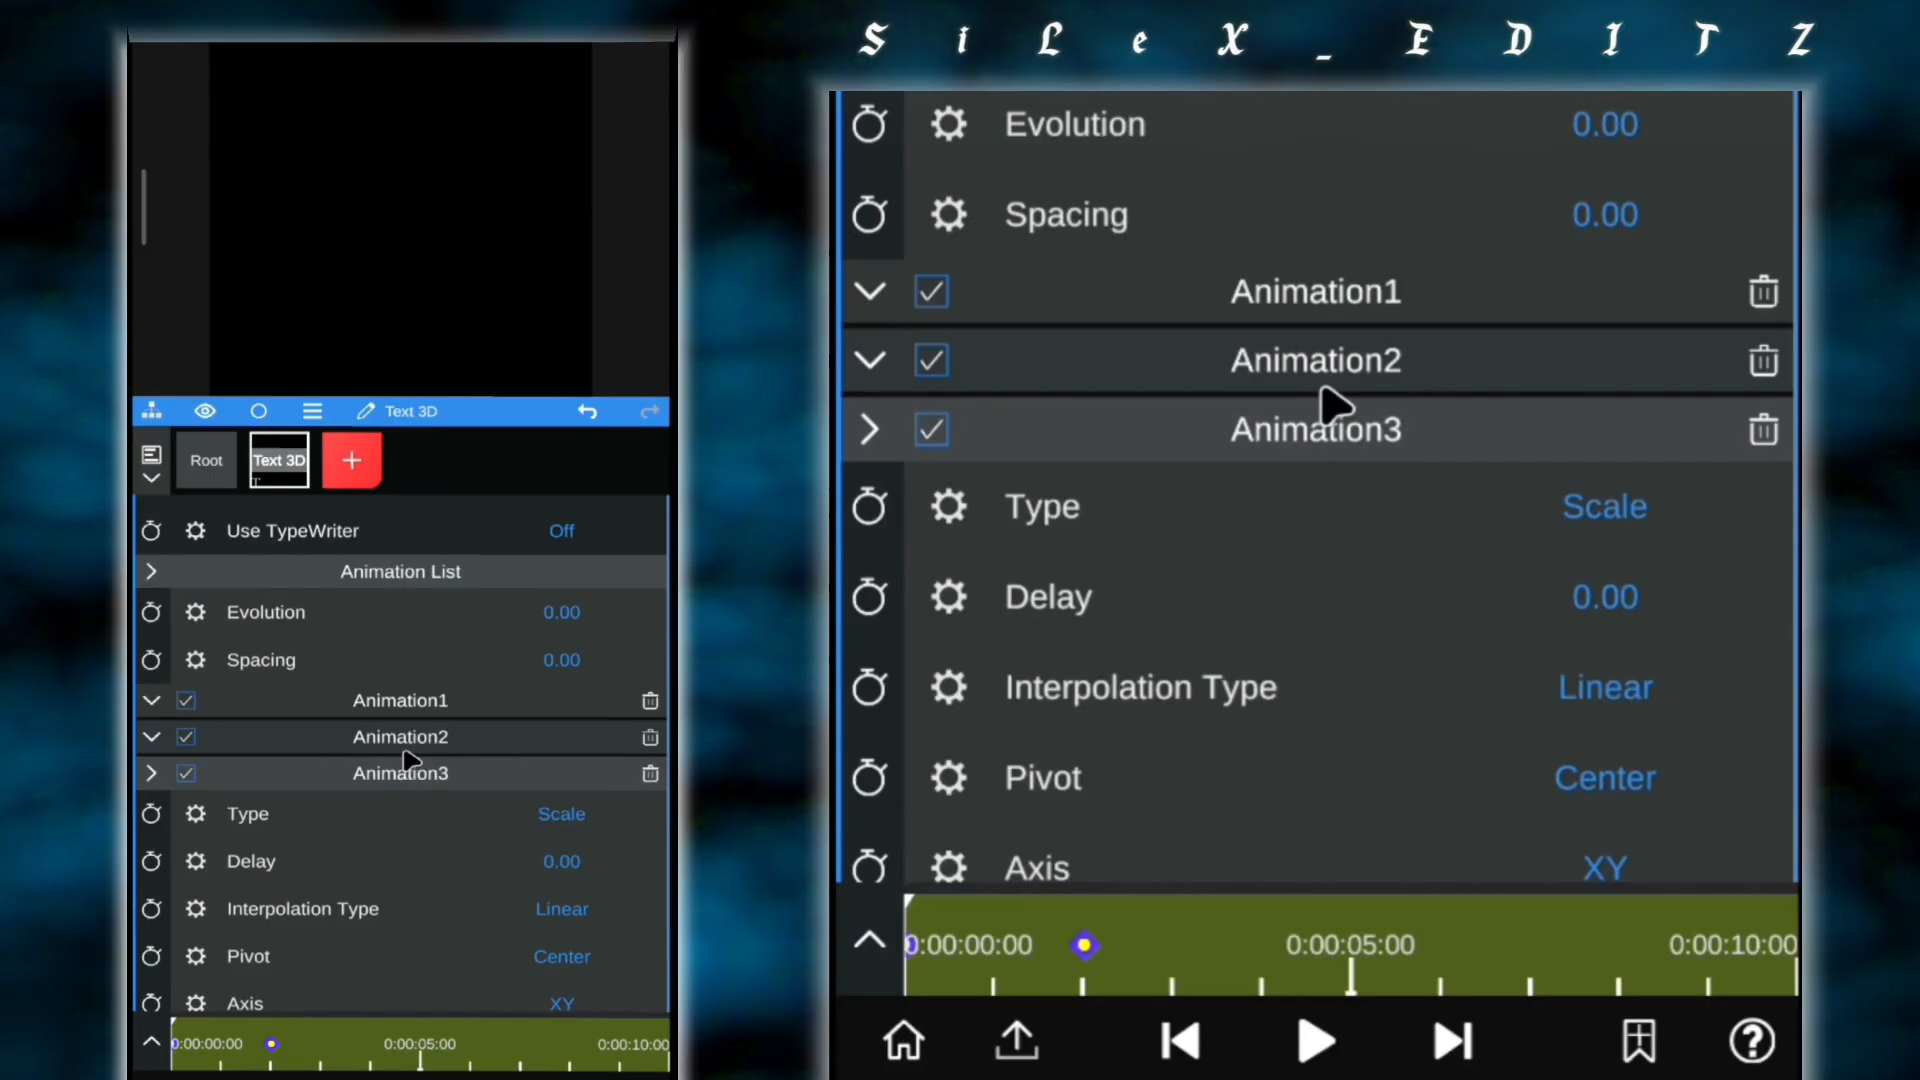 S i L e X _ E D I T Z
Text 3D
Root
Text 3D
T
+
Use TypeWriter Off
Animation List
Evolution 0.00
Spacing 0.00
Animation1
Animation2
Animation3
Type Scale
Delay 0.00
Interpolation Type Linear
Pivot Center
Axis XY
0:00:00:00 0:00:05:00 0:00:10:00
Evolution 0.00
Spacing 0.00
Animation1
Animation2
Animation3
Type Scale
Delay 0.00
Interpolation Type Linear
Pivot Center
Axis XY
0:00:00:00 0:00:05:00 0:00:10:00